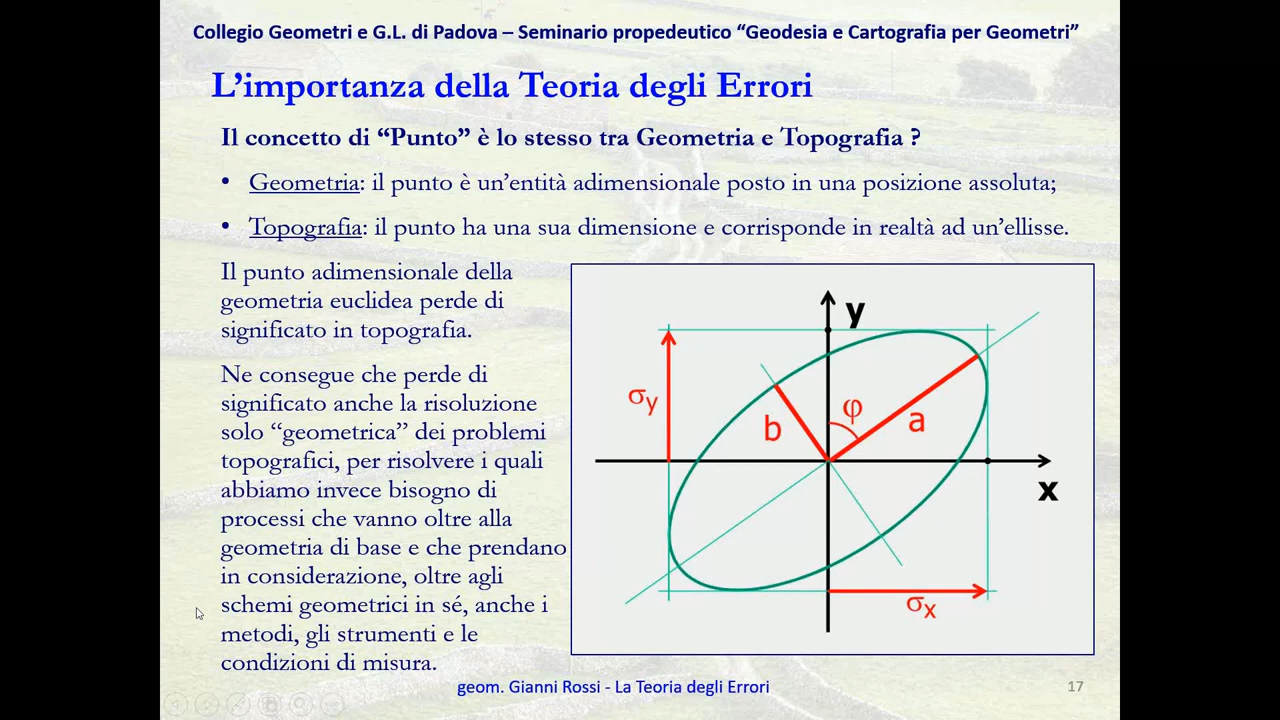 Collegio Geometri e G.L. di Padova – Seminario propedeutico “Geodesia e Cartografia per Geometri”
L’importanza della Teoria degli Errori
Il concetto di “Punto” è lo stesso tra Geometria e Topografia ?
• Geometria: il punto è un’entità adimensionale posto in una posizione assoluta;
• Topografia: il punto ha una sua dimensione e corrisponde in realtà ad un’ellisse.
Il punto adimensionale della
geometria euclidea perde di
significato in topografia.
Ne consegue che perde di
significato anche la risoluzione
solo “geometrica” dei problemi
topografici, per risolvere i quali
abbiamo invece bisogno di
processi che vanno oltre alla
geometria di base e che prendano
in considerazione, oltre agli
schemi geometrici in sé, anche i
metodi, gli strumenti e le
condizioni di misura.
y
σy
φ
b
a
x
σx
geom. Gianni Rossi - La Teoria degli Errori
17